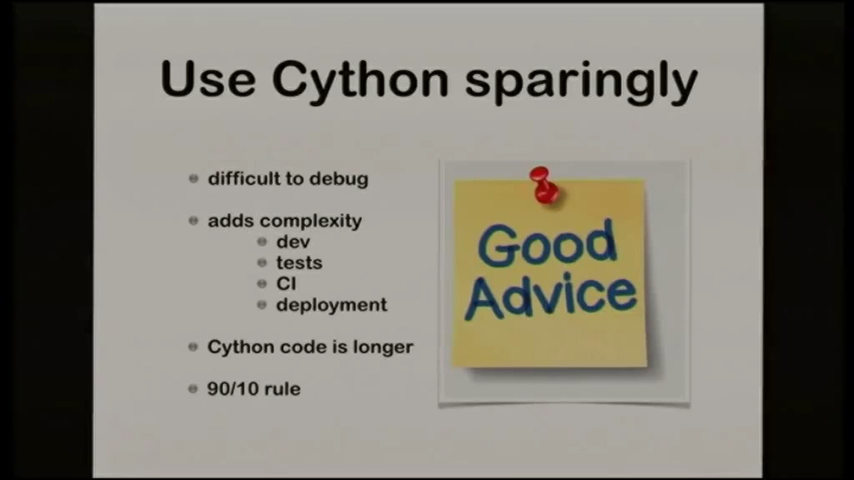 Use Cython sparingly
difficult to debug
adds complexity
dev
tests
CI
deployment
Cython code is longer
90/10 rule
Good
Advice